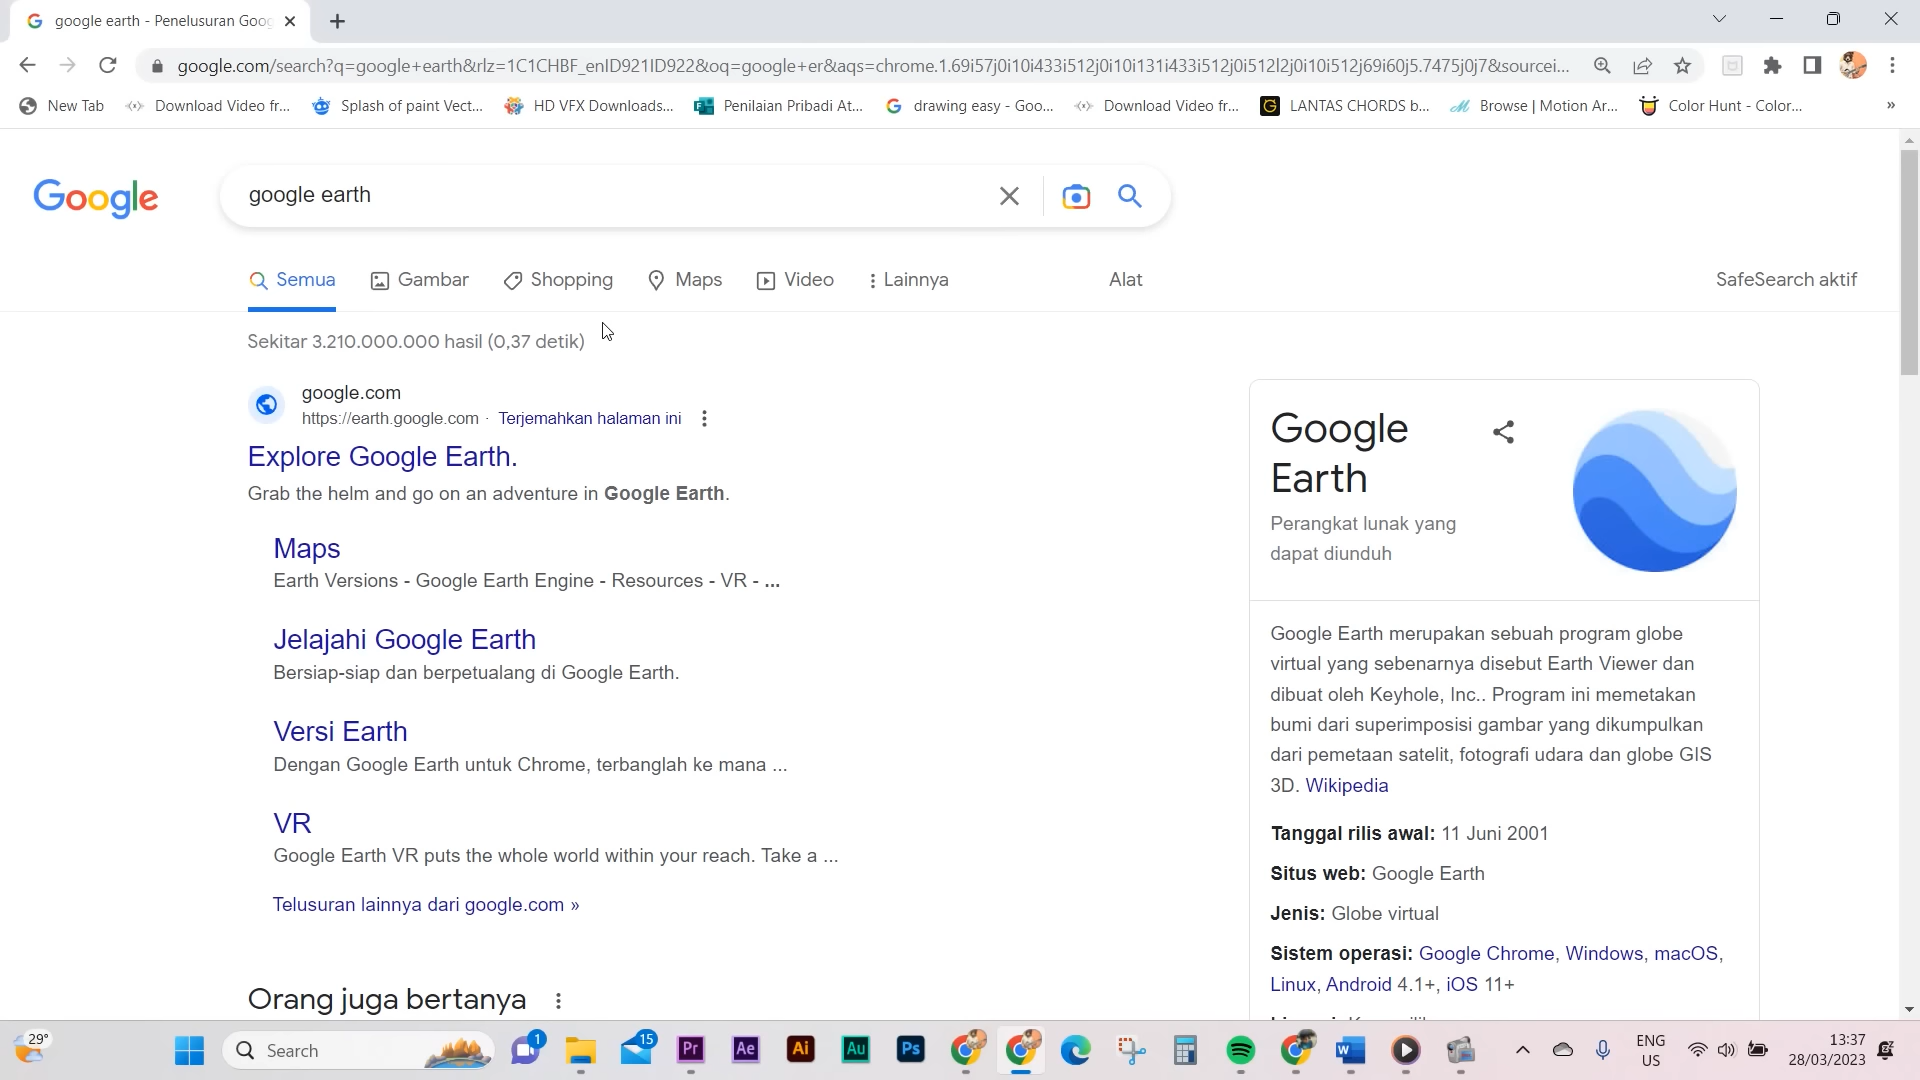 google earth - Penelusuran Goog
google.com/search?q=google+earth&rlz=1C1CHBF_enID921ID922&oq=google+er&aqs=chrome.1.69i57j0i10i433i512j0i10i131i433i512j0i512l2j0i10i512j69i60j5.7475j0j7&sourcei...
New Tab
Download Video fr...
Splash of paint Vect...
HD VFX Downloads...
Penilaian Pribadi At...
drawing easy - Goo...
Download Video fr...
LANTAS CHORDS b...
Browse | Motion Ar...
Color Hunt - Color...
»
Google
google earth
Semua
Gambar
Shopping
Maps
Video
Lainnya
Alat
SafeSearch aktif
Sekitar 3.210.000.000 hasil (0,37 detik)
google.com
https://earth.google.com · Terjemahkan halaman ini
Explore Google Earth.
Grab the helm and go on an adventure in Google Earth.
Maps
Earth Versions - Google Earth Engine - Resources - VR - ...
Jelajahi Google Earth
Bersiap-siap dan berpetualang di Google Earth.
Versi Earth
Dengan Google Earth untuk Chrome, terbanglah ke mana ...
VR
Google Earth VR puts the whole world within your reach. Take a ...
Telusuran lainnya dari google.com »
Orang juga bertanya
Google
Earth
Perangkat lunak yang
dapat diunduh
Google Earth merupakan sebuah program globe
virtual yang sebenarnya disebut Earth Viewer dan
dibuat oleh Keyhole, Inc.. Program ini memetakan
bumi dari superimposisi gambar yang dikumpulkan
dari pemetaan satelit, fotografi udara dan globe GIS
3D. Wikipedia
Tanggal rilis awal: 11 Juni 2001
Situs web: Google Earth
Jenis: Globe virtual
Sistem operasi: Google Chrome, Windows, macOS,
Linux, Android 4.1+, iOS 11+
29°
Search
1
15
Pr
Ae
Ai
Au
Ps
ENG
US
13:37
28/03/2023